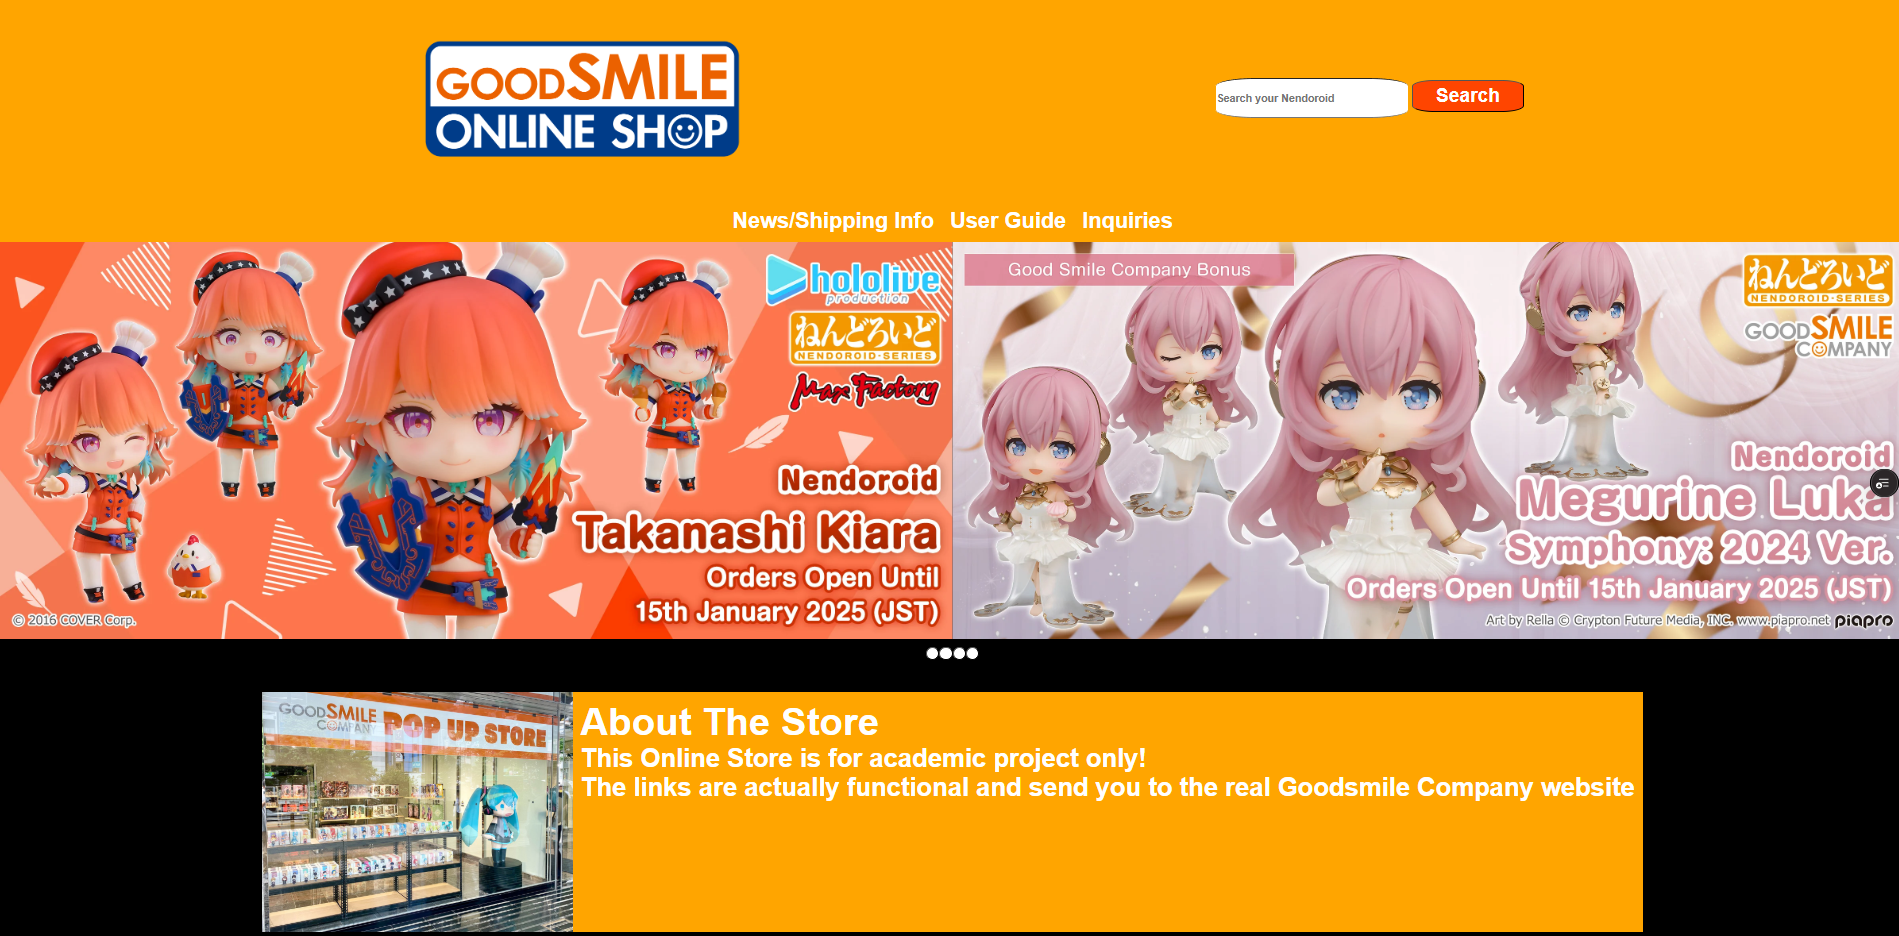 GOODSMILE
ONLINE SHOP
Search your Nendoroid
Search
News/Shipping Info User Guide Inquiries
hololive
production
ねんどろいど
NENDOROID·SERIES
Max Factory
Nendoroid
Takanashi Kiara
Orders Open Until
15th January 2025 (JST)
© 2016 COVER Corp.
Good Smile Company Bonus
ねんどろいど
NENDOROID·SERIES
GOODSMILE
COMPANY
Nendoroid
Megurine Luka
Symphony: 2024 Ver.
Orders Open Until 15th January 2025 (JST)
Art by Rella © Crypton Future Media, INC. www.piapro.net piapro
GOODSMILE
COMPANY
POP UP STORE
About The Store
This Online Store is for academic project only!
The links are actually functional and send you to the real Goodsmile Company website